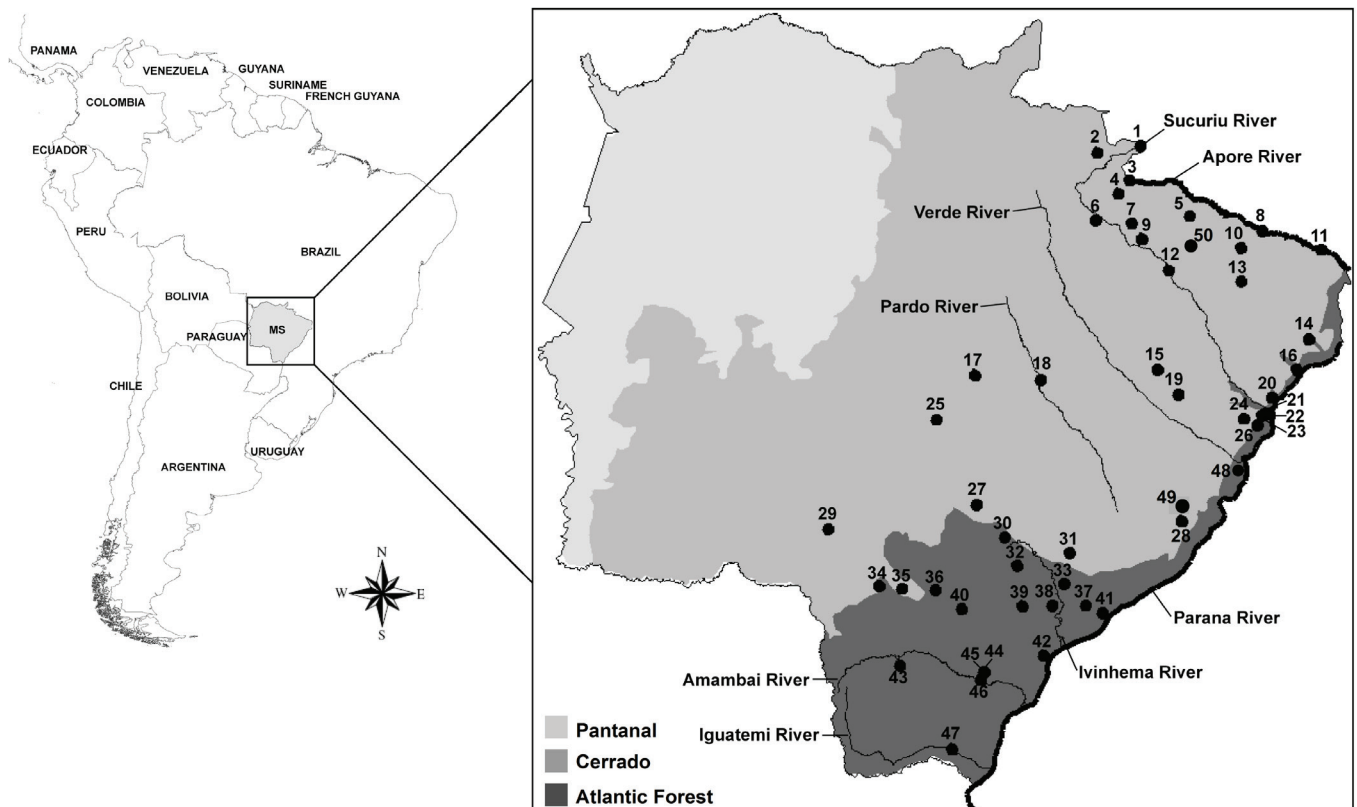 PANAMA
VENEZUELA
GUYANA
SURINAME
FRENCH GUYANA
COLOMBIA
ECUADOR
PERU
BRAZIL
BOLIVIA
PARAGUAY
MS
CHILE
URUGUAY
ARGENTINA
N
W
E
S
Sucuriu River
1
2
Apore River
3
4
5
Verde River
6
7
8
9
50
10
11
12
13
Pardo River
14
15
16
17
18
19
20
21
22
23
24
25
26
48
27
49
28
29
30
31
32
33
34
35
36
37
38
39
40
41
Parana River
42
Ivinhema River
43
44
45
46
Amambai River
Iguatemi River
47
Pantanal
Cerrado
Atlantic Forest